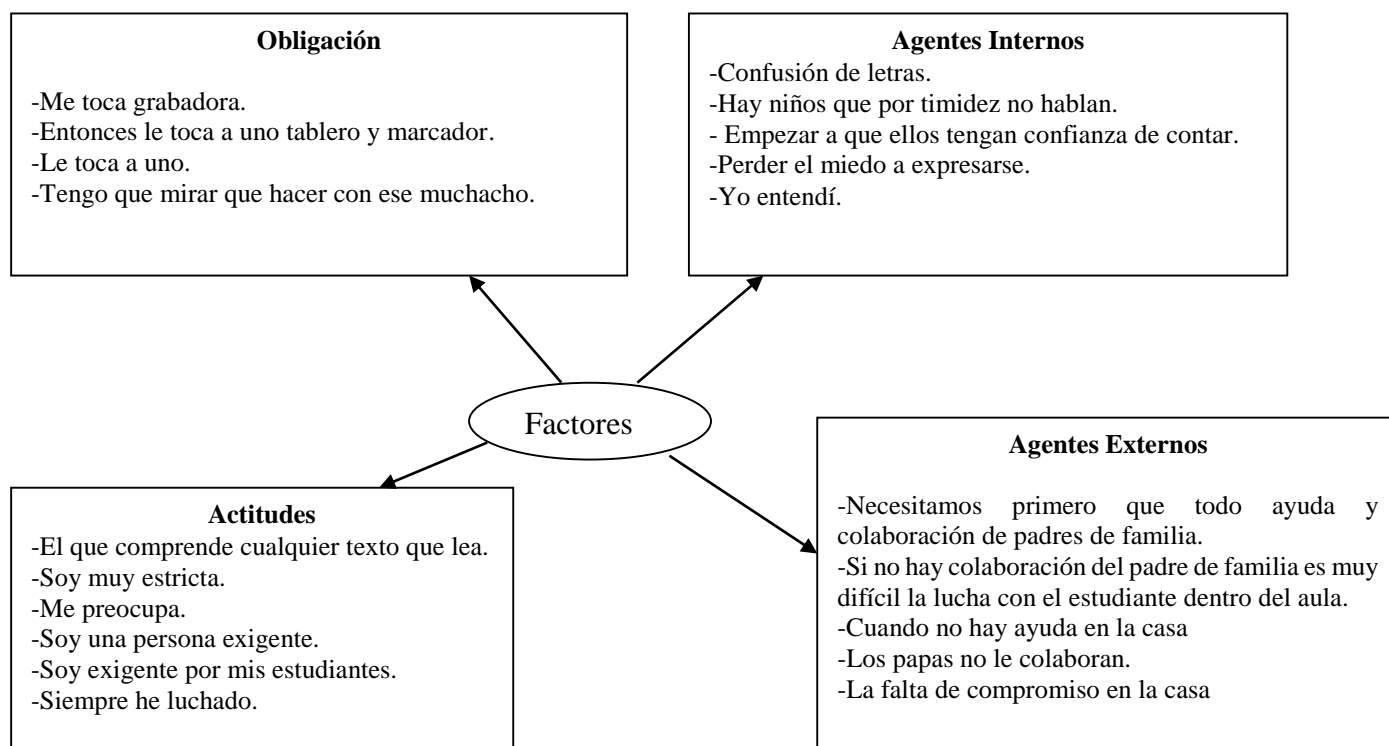 Obligación
-Me toca grabadora.
-Entonces le toca a uno tablero y marcador.
-Le toca a uno.
-Tengo que mirar que hacer con ese muchacho.
Agentes Internos
-Confusión de letras.
-Hay niños que por timidez no hablan.
- Empezar a que ellos tengan confianza de contar.
-Perder el miedo a expresarse.
-Yo entendí.
Factores
Actitudes
-El que comprende cualquier texto que lea.
-Soy muy estricta.
-Me preocupa.
-Soy una persona exigente.
-Soy exigente por mis estudiantes.
-Siempre he luchado.
Agentes Externos
-Necesitamos primero que todo ayuda y
colaboración de padres de familia.
-Si no hay colaboración del padre de familia es muy
difícil la lucha con el estudiante dentro del aula.
-Cuando no hay ayuda en la casa
-Los papas no le colaboran.
-La falta de compromiso en la casa